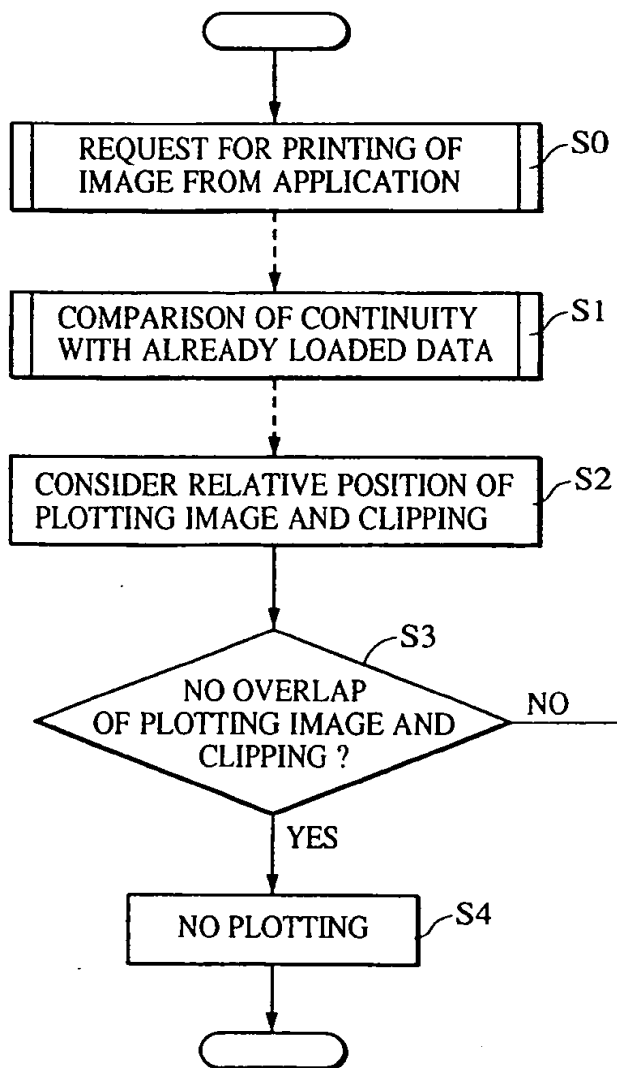 REQUEST FOR PRINTING OF
IMAGE FROM APPLICATION
S0
COMPARISON OF CONTINUITY
WITH ALREADY LOADED DATA
S1
CONSIDER RELATIVE POSITION OF
PLOTTING IMAGE AND CLIPPING
S2
S3
NO OVERLAP
OF PLOTTING IMAGE AND
CLIPPING ?
NO
YES
NO PLOTTING
S4